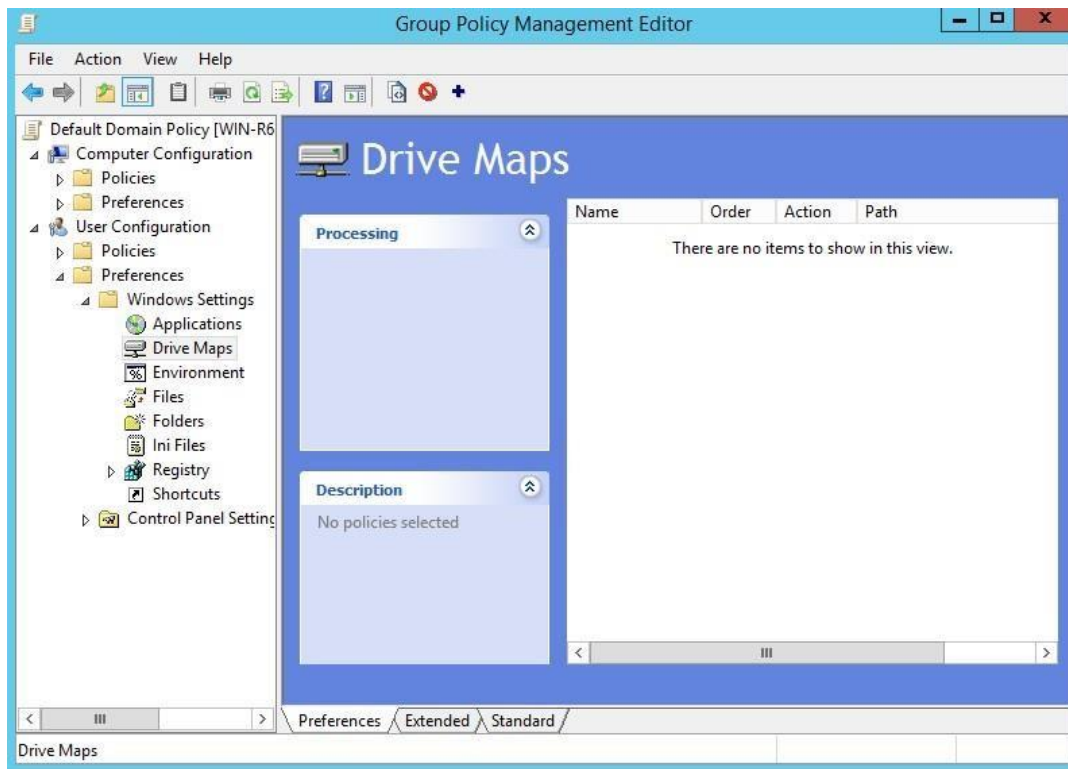 Group Policy Management Editor
File Action View Help
Default Domain Policy [WIN-R6
Computer Configuration
Policies
Preferences
User Configuration
Policies
Preferences
Windows Settings
Applications
Drive Maps
Environment
Files
Folders
Ini Files
Registry
Shortcuts
Control Panel Setting
Drive Maps
Processing
Description
No policies selected
Name Order Action Path
There are no items to show in this view.
Preferences Extended Standard
Drive Maps